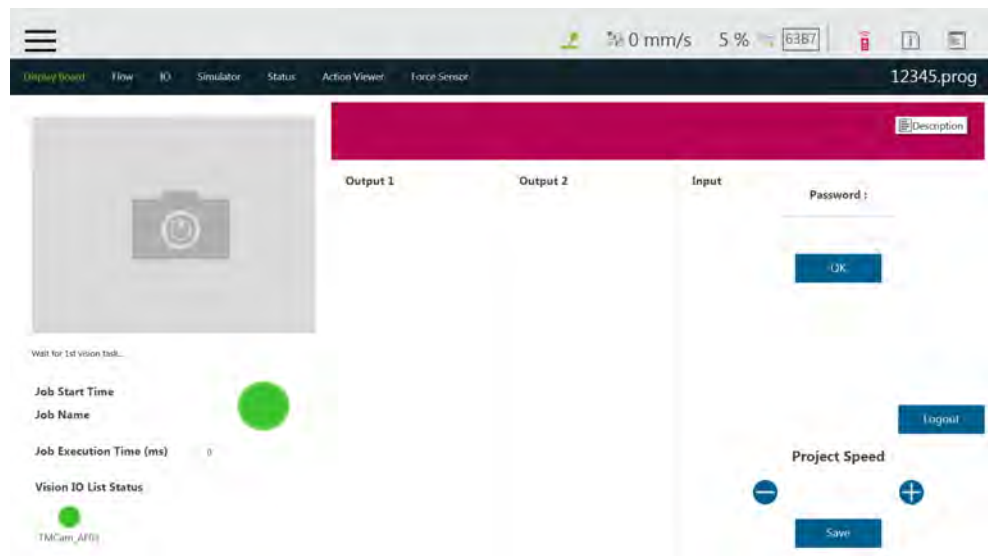 0 mm/s 5 % 63B7
Display Board Flow IO Simulator Status Action Viewer Force Sensor 12345.prog
Description
Output 1 Output 2 Input
Password :
OK
Wait for 1st vision task...
Job Start Time
Job Name
Logout
Job Execution Time (ms) 0
Project Speed
Vision IO List Status
TMCam_AF01
Save